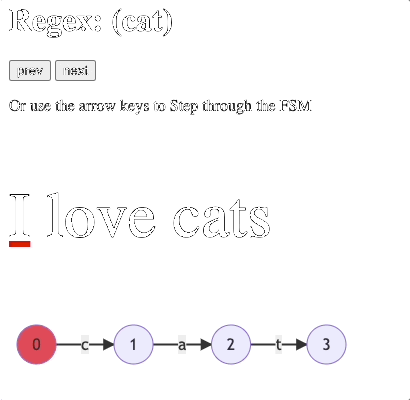 Regex: (cat)
prev next
Or use the arrow keys to Step through the FSM
I love cats
0 c 1 a 2 t 3